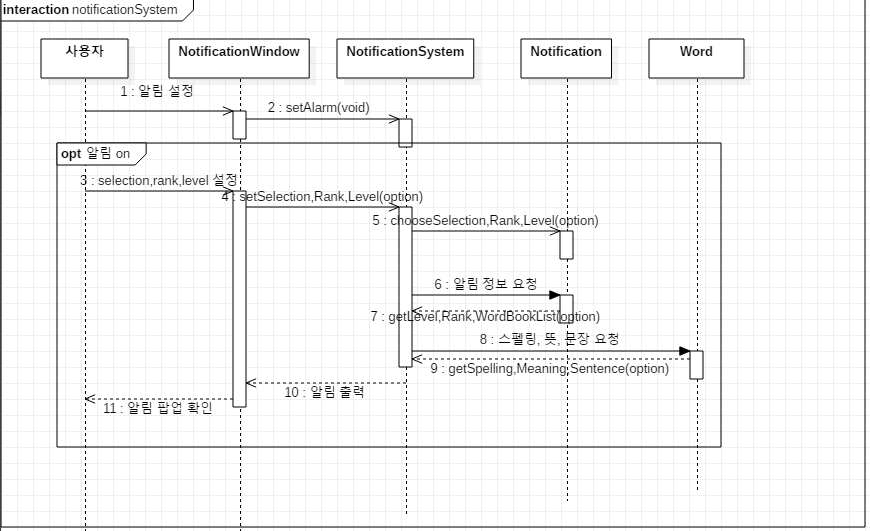 interaction notificationSystem
사용자
NotificationWindow
NotificationSystem
Notification
Word
1 : 알림 설정
2 : setAlarm(void)
opt 알림 on
3 : selection,rank,level 설정
4 : setSelection,Rank,Level(option)
5 : chooseSelection,Rank,Level(option)
6 : 알림 정보 요청
7 : getLevel,Rank,WordBookList(option)
8 : 스펠링, 뜻, 문장 요청
9 : getSpelling,Meaning,Sentence(option)
10 : 알림 출력
11 : 알림 팝업 확인